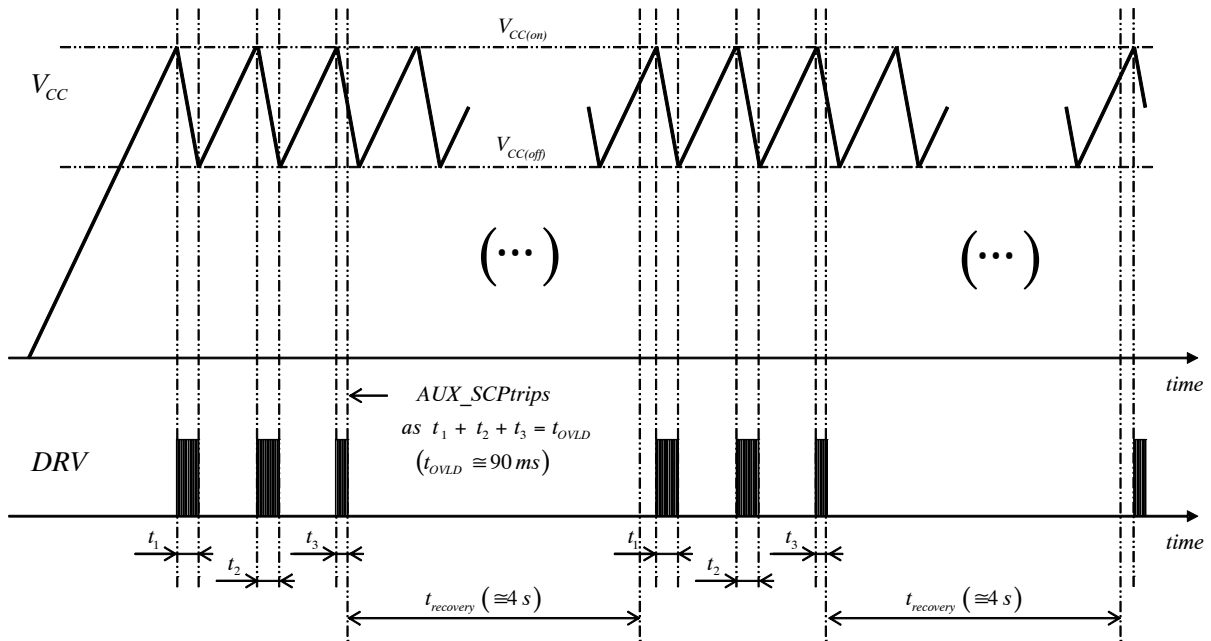 V_CC(on)
V_CC
V_CC(off)
(···)
(···)
time
AUX_SCPtrips
as t_1 + t_2 + t_3 = t_OVLD
(t_OVLD ≅ 90 ms)
DRV
t_1
t_2
t_3
t_1
t_2
t_3
time
t_recovery (≅4 s)
t_recovery (≅4 s)